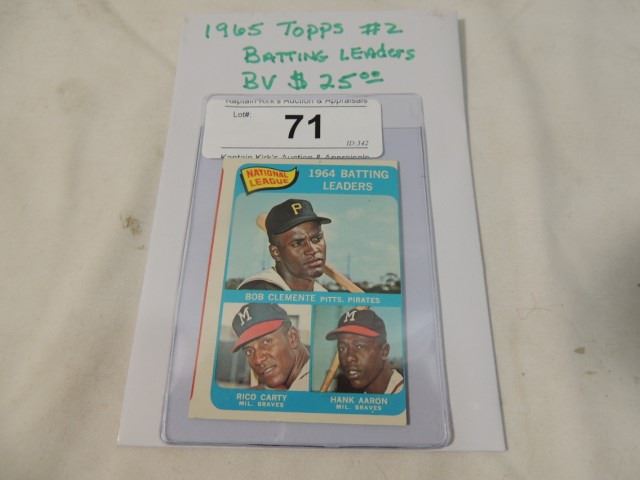 1965 TOPPS #2
BATTING LEADERS
BV $ 25.00
Kaptain Kirk's Auction & Appraisals
Lot#:
71
ID:342
Kaptain Kirk's Auction & Appraisals
NATIONAL LEAGUE
1964 BATTING
LEADERS
P
BOB CLEMENTE PITTS. PIRATES
M
M
RICO CARTY
MIL. BRAVES
HANK AARON
MIL. BRAVES